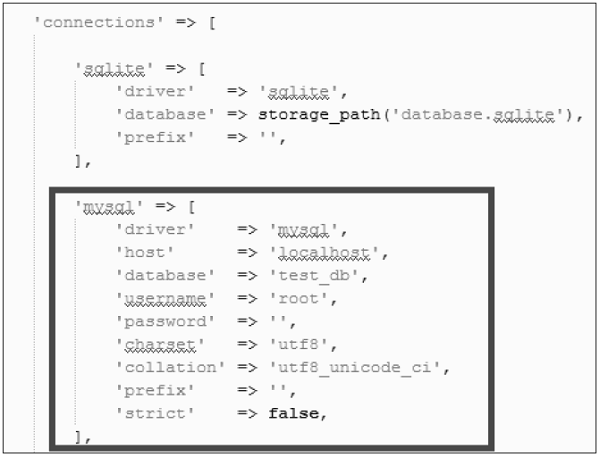 'connections' => [
'sqlite' => [
'driver' => 'sqlite',
'database' => storage_path('database.sqlite'),
'prefix' => '',
],
'mysql' => [
'driver' => 'mysql',
'host' => 'localhost',
'database' => 'test_db',
'username' => 'root',
'password' => '',
'charset' => 'utf8',
'collation' => 'utf8_unicode_ci',
'prefix' => '',
'strict' => false,
],